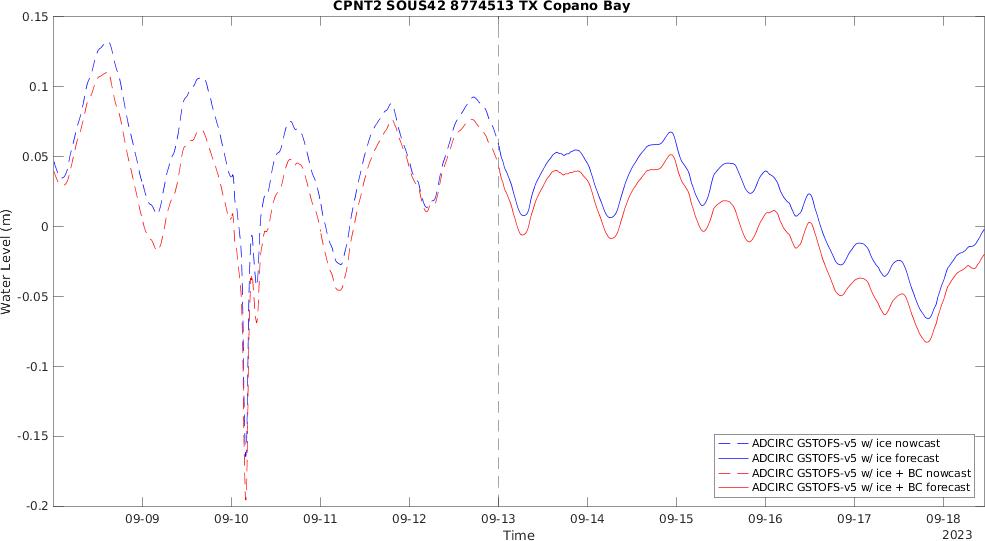 CPNT2 SOUS42 8774513 TX Copano Bay
0.15
0.1
0.05
0
-0.05
-0.1
-0.15
-0.2
Water Level (m)
09-09 09-10 09-11 09-12 09-13 09-14 09-15 09-16 09-17 09-18
Time
2023
ADCIRC GSTOFS-v5 w/ ice nowcast
ADCIRC GSTOFS-v5 w/ ice forecast
ADCIRC GSTOFS-v5 w/ ice + BC nowcast
ADCIRC GSTOFS-v5 w/ ice + BC forecast